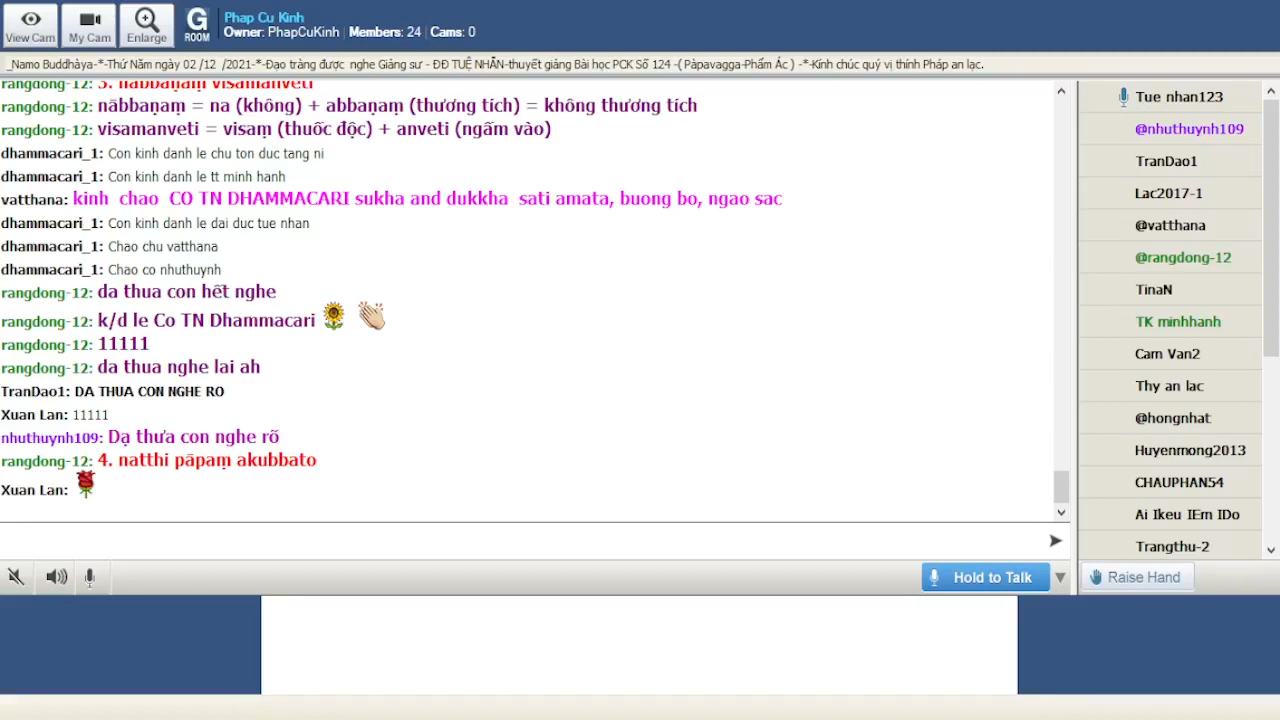 View Cam
My Cam
Enlarge
G
ROOM
Phap Cu Kinh
Owner: PhapCuKinh | Members: 24 | Cams: 0
_Namo Buddhàya-*-Thứ Năm ngày 02 /12 /2021-*-Đạo tràng được nghe Giảng sư - ĐĐ TUỆ NHẪN-thuyết giảng Bài học PCK Số 124 -( Pàpavagga-Phẩm Ác ) -*-Kính chúc quý vị thính Pháp an lạc.
rangdong-12: 3. nābbaṇaṃ visamanveti
rangdong-12: nābbaṇaṃ = na (không) + abbaṇaṃ (thương tích) = không thương tích
rangdong-12: visamanveti = visaṃ (thuốc độc) + anveti (ngấm vào)
dhammacari_1: Con kinh danh le chu ton duc tang ni
dhammacari_1: Con kinh danh le tt minh hanh
vatthana: kinh chao CO TN DHAMMACARI sukha and dukkha sati amata, buong bo, ngao sac
dhammacari_1: Con kinh danh le dai duc tue nhan
dhammacari_1: Chao chu vatthana
dhammacari_1: Chao co nhuthuynh
rangdong-12: da thua con hết nghe
rangdong-12: k/d le Co TN Dhammacari
rangdong-12: 11111
rangdong-12: da thua nghe lai ah
TranDao1: DA THUA CON NGHE RO
Xuan Lan: 11111
nhuthuynh109: Dạ thưa con nghe rõ
rangdong-12: 4. natthi pāpaṃ akubbato
Xuan Lan:
Hold to Talk
Tue nhan123
@nhuthuynh109
TranDao1
Lac2017-1
@vatthana
@rangdong-12
TinaN
TK minhhanh
Cam Van2
Thy an lac
@hongnhat
Huyenmong2013
CHAUPHAN54
Ai Ikeu IEm IDo
Trangthu-2
Raise Hand